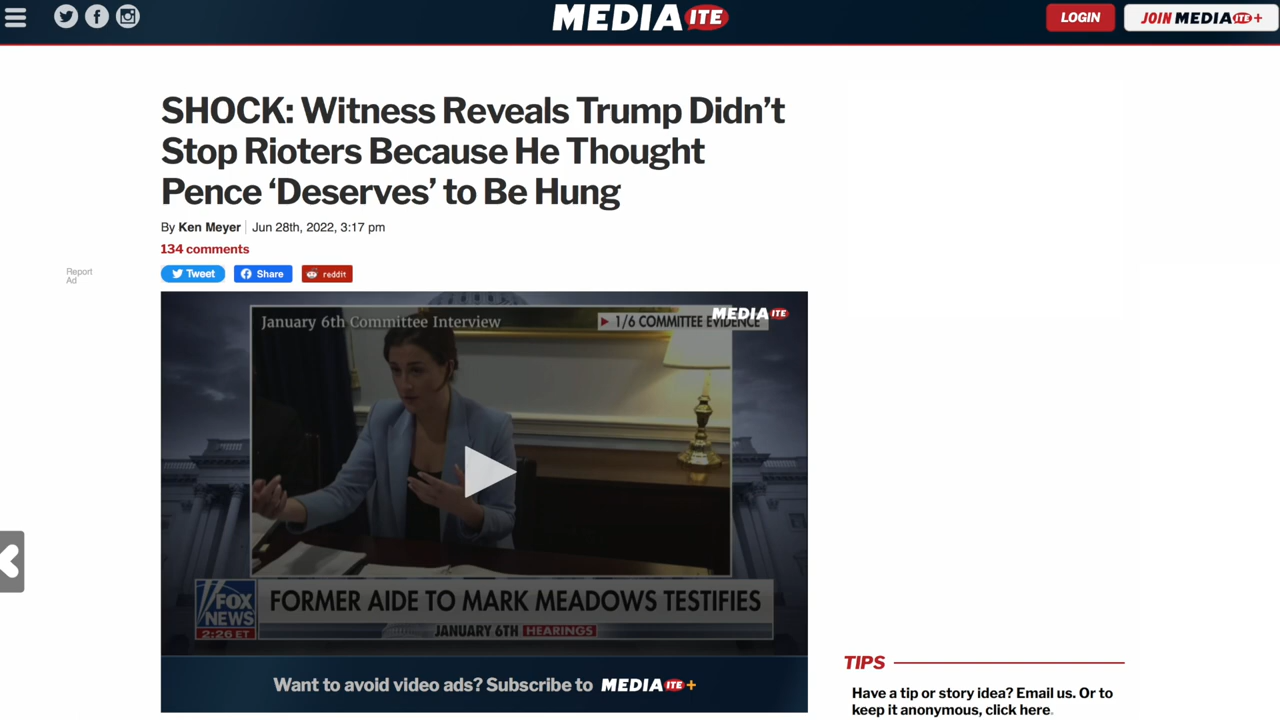 MEDIAITE
LOGIN
JOIN MEDIAITE+
SHOCK: Witness Reveals Trump Didn’t
Stop Rioters Because He Thought
Pence ‘Deserves’ to Be Hung
By Ken Meyer | Jun 28th, 2022, 3:17 pm
134 comments
Tweet
Share
reddit
Report
Ad
January 6th Committee Interview
1/6 COMMITTEE EVIDENCE
MEDIAITE
FOX
NEWS
2:26 ET
FORMER AIDE TO MARK MEADOWS TESTIFIES
JANUARY 6TH HEARINGS
Want to avoid video ads? Subscribe to MEDIAITE+
TIPS
Have a tip or story idea? Email us. Or to
keep it anonymous, click here.